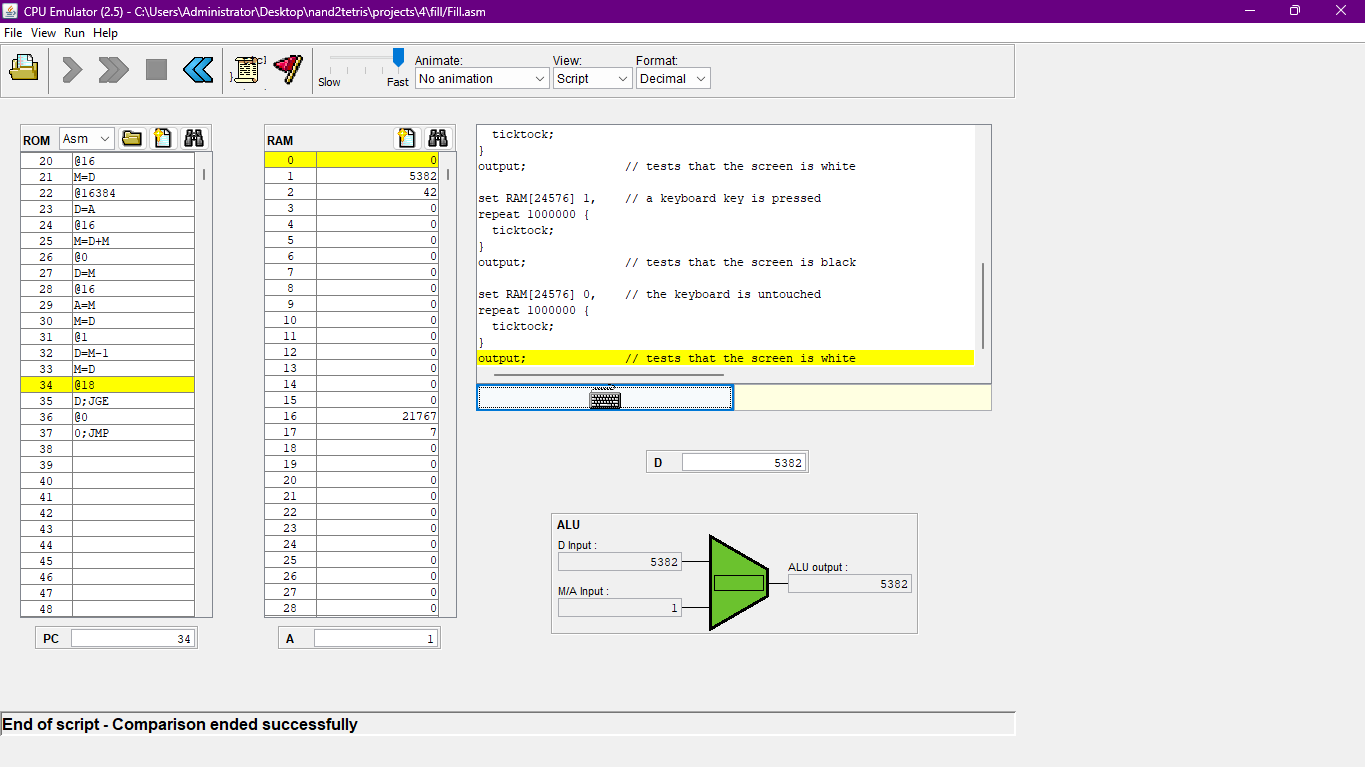 CPU Emulator (2.5) - C:\Users\Administrator\Desktop\nand2tetris\projects\4\fill/Fill.asm
File View Run Help
Slow Fast
Animate: View: Format:
No animation Script Decimal
ROM Asm
20 @16
21 M=D
22 @16384
23 D=A
24 @16
25 M=D+M
26 @0
27 D=M
28 @16
29 A=M
30 M=D
31 @1
32 D=M-1
33 M=D
34 @18
35 D;JGE
36 @0
37 0;JMP
38
39
40
41
42
43
44
45
46
47
48
PC 34
RAM
0 0
1 5382
2 42
3 0
4 0
5 0
6 0
7 0
8 0
9 0
10 0
11 0
12 0
13 0
14 0
15 0
16 21767
17 7
18 0
19 0
20 0
21 0
22 0
23 0
24 0
25 0
26 0
27 0
28 0
A 1
ticktock;
}
output; // tests that the screen is white
set RAM[24576] 1, // a keyboard key is pressed
repeat 1000000 {
ticktock;
}
output; // tests that the screen is black
set RAM[24576] 0, // the keyboard is untouched
repeat 1000000 {
ticktock;
}
output; // tests that the screen is white
D 5382
ALU
D Input :
5382
M/A Input :
1
ALU output :
5382
End of script - Comparison ended successfully